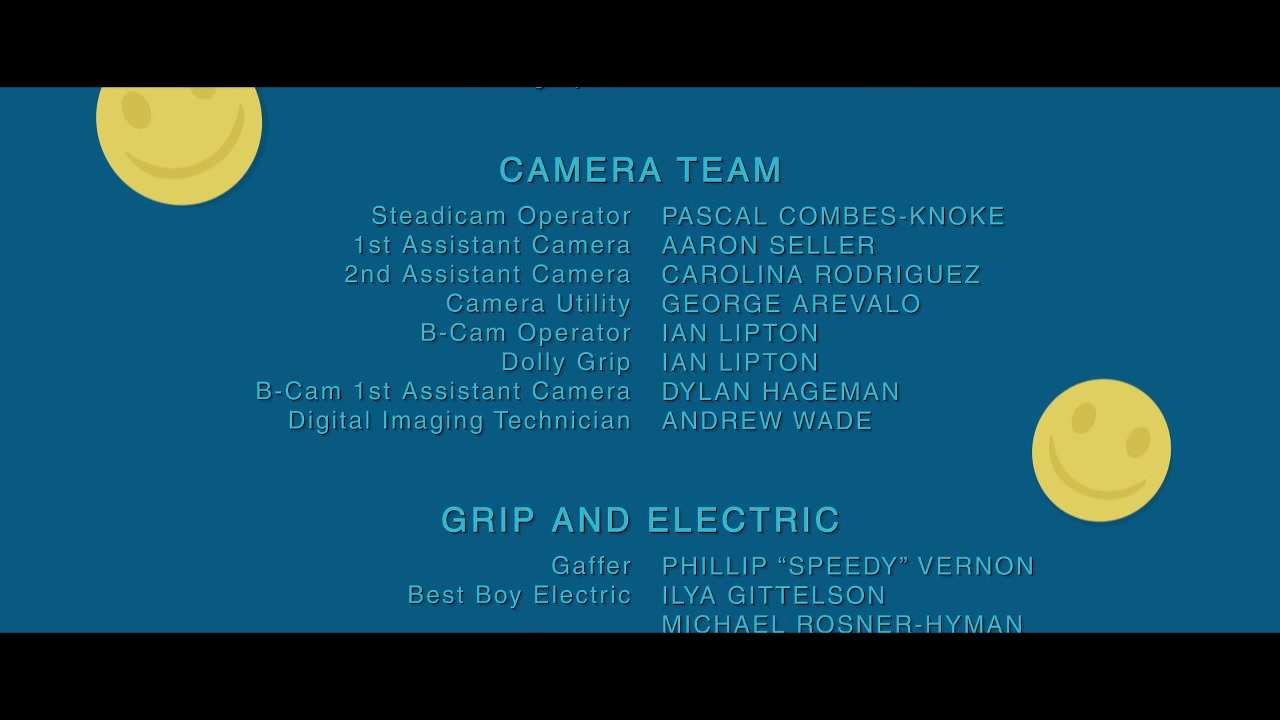 CAMERA TEAM
Steadicam Operator PASCAL COMBES-KNOKE
1st Assistant Camera AARON SELLER
2nd Assistant Camera CAROLINA RODRIGUEZ
Camera Utility GEORGE AREVALO
B-Cam Operator IAN LIPTON
Dolly Grip IAN LIPTON
B-Cam 1st Assistant Camera DYLAN HAGEMAN
Digital Imaging Technician ANDREW WADE
GRIP AND ELECTRIC
Gaffer PHILLIP “SPEEDY” VERNON
Best Boy Electric ILYA GITTELSON
MICHAEL ROSNER-HYMAN